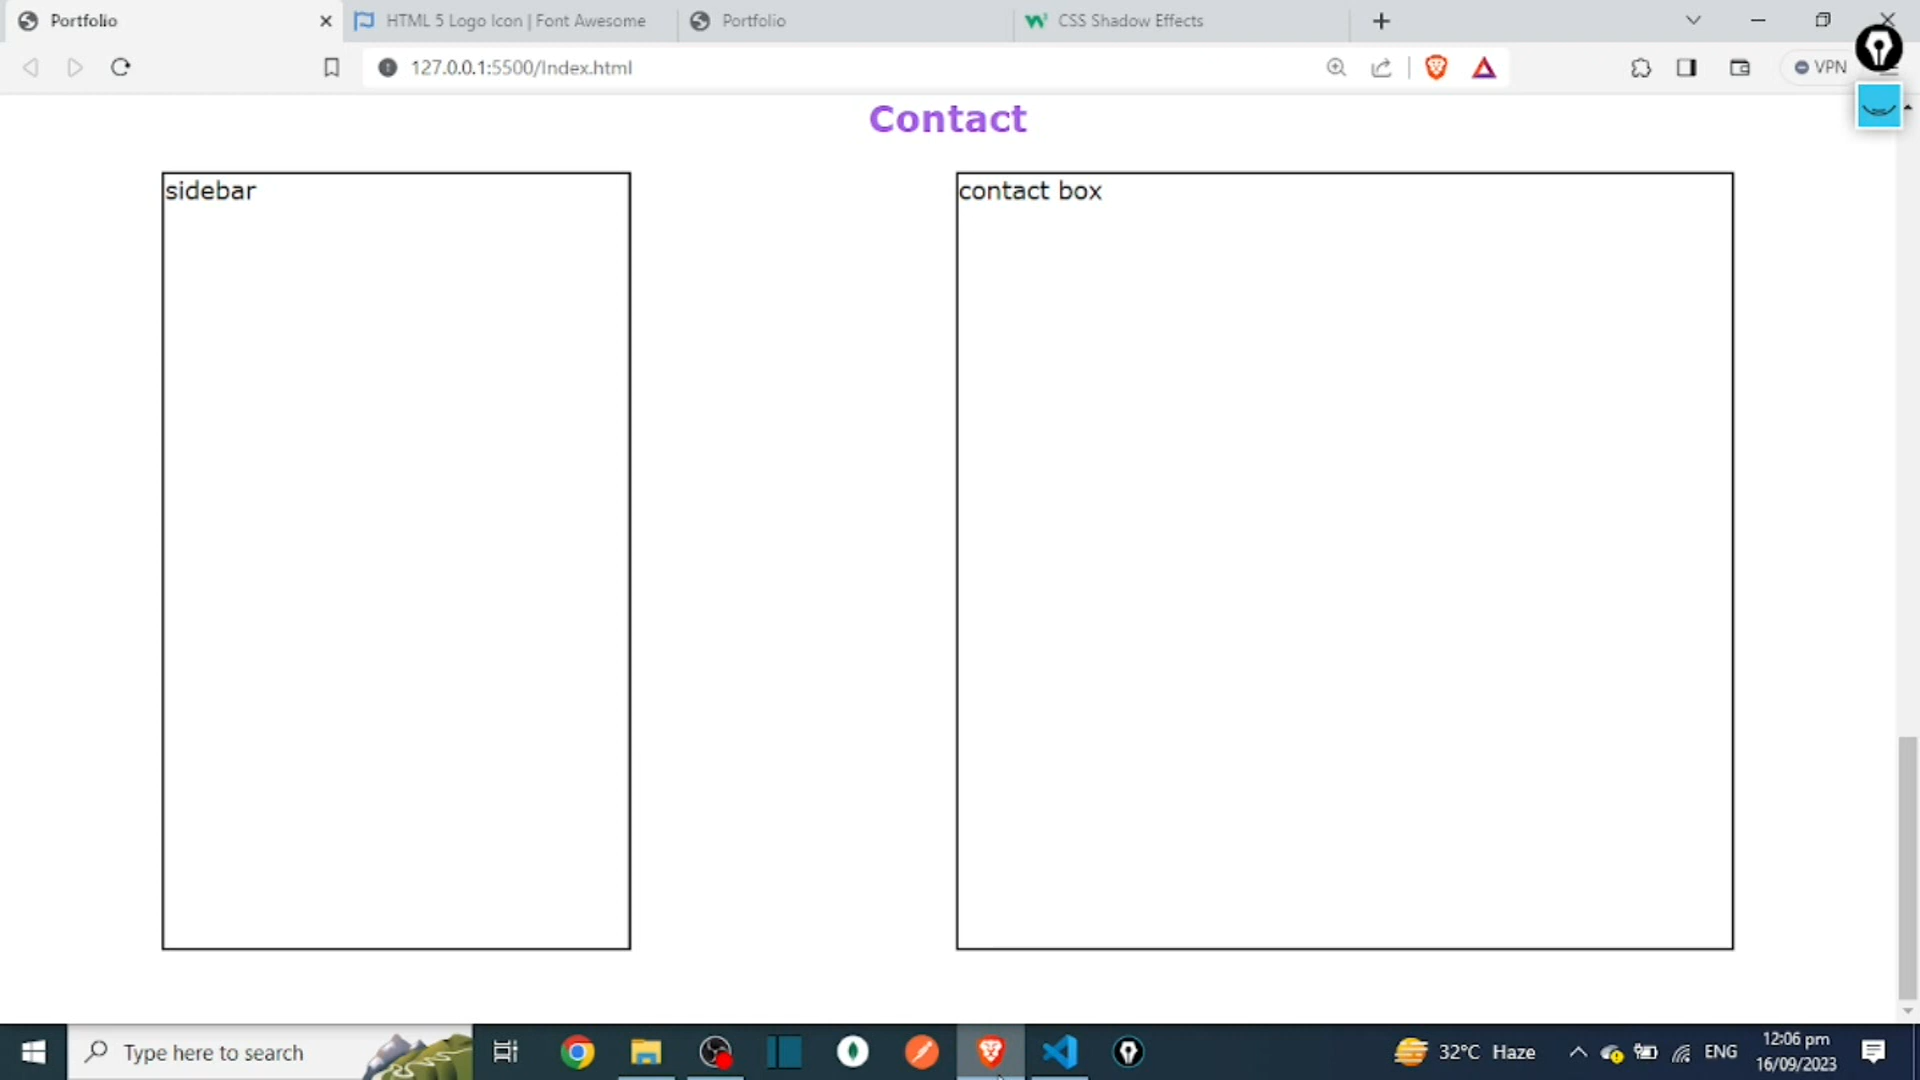 Portfolio
HTML 5 Logo Icon | Font Awesome
Portfolio
CSS Shadow Effects
127.0.0.1:5500/Index.html
VPN
Contact
sidebar
contact box
Type here to search
32°C Haze
ENG
12:06 pm
16/09/2023